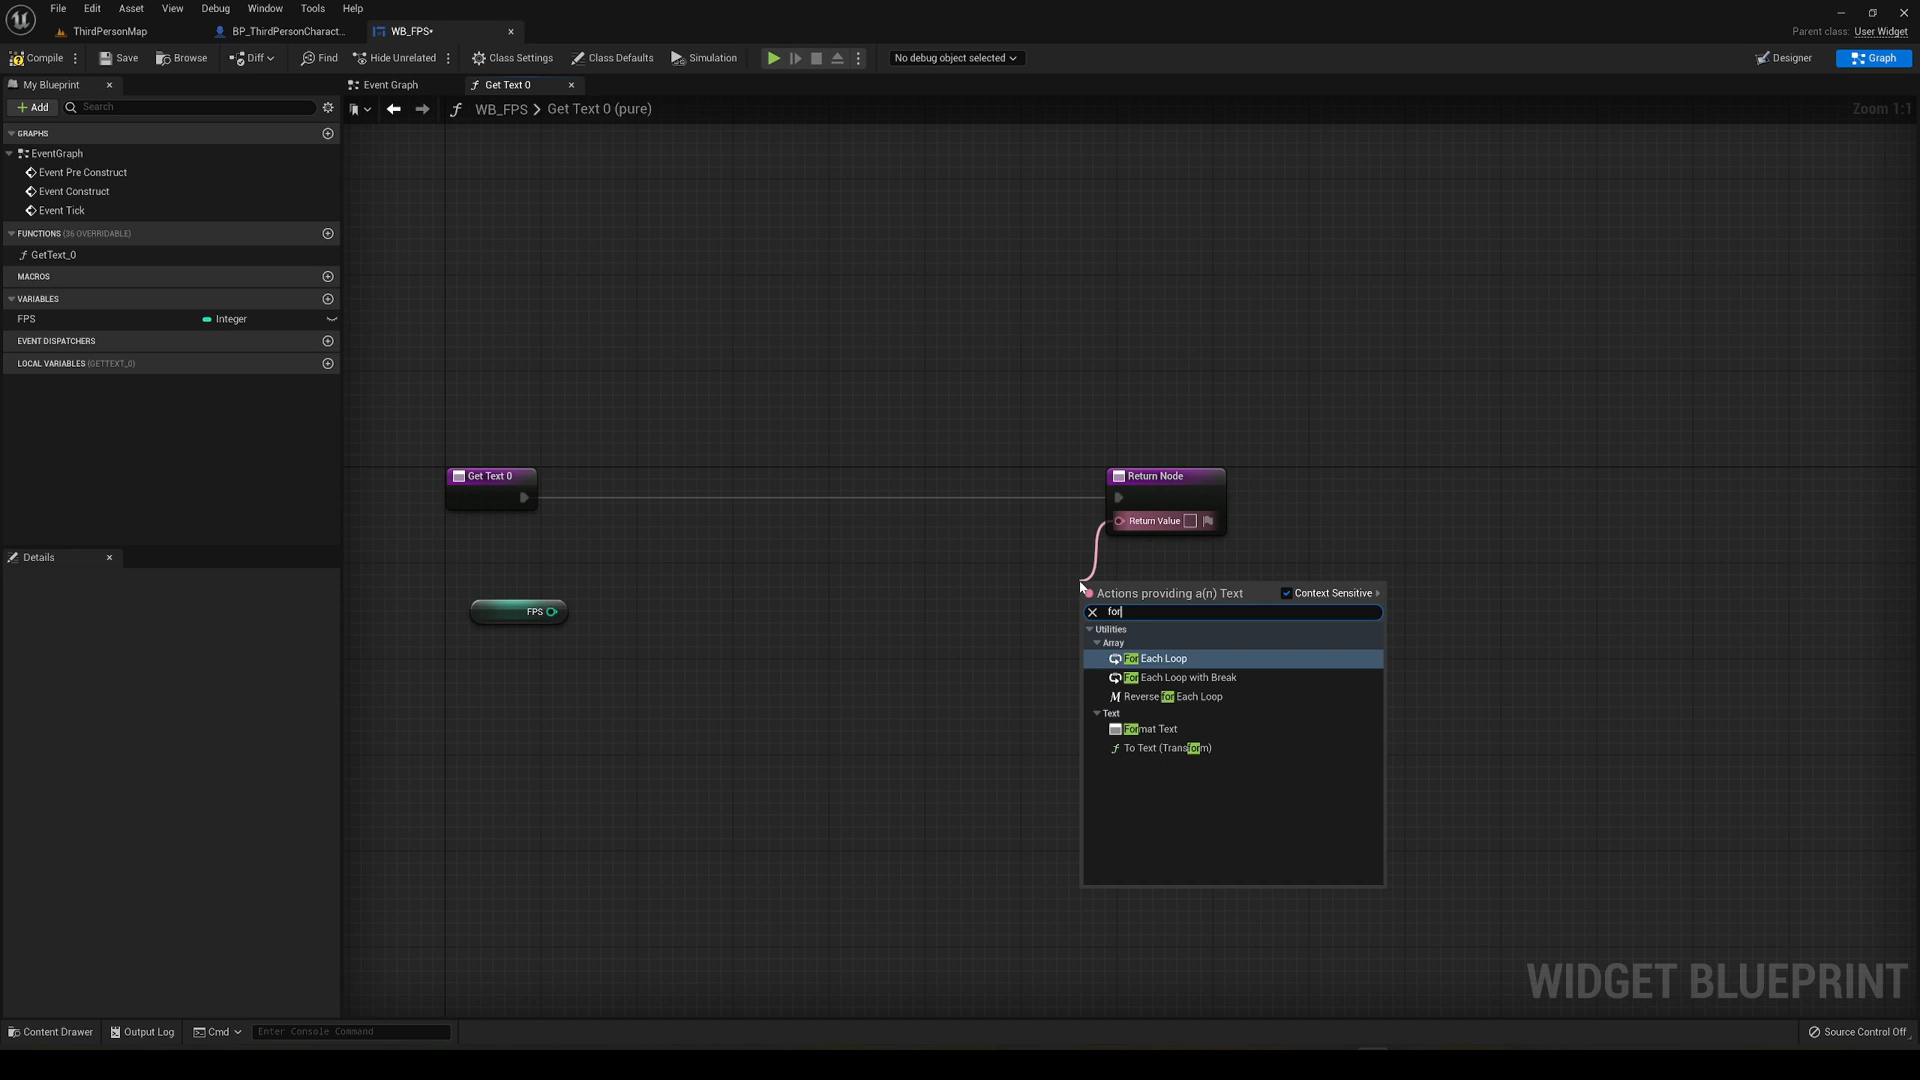 File Edit Asset View Debug Window Tools Help
ThirdPersonMap BP_ThirdPersonCharact... WB_FPS*
Parent class: User Widget
Compile Save Browse Diff Find Hide Unrelated Class Settings Class Defaults Simulation No debug object selected Designer Graph
My Blueprint Event Graph Get Text 0
Add Search WB_FPS > Get Text 0 (pure) Zoom 1:1
GRAPHS
EventGraph
Event Pre Construct
Event Construct
Event Tick
FUNCTIONS (36 OVERRIDABLE)
GetText_0
MACROS
VARIABLES
FPS Integer
EVENT DISPATCHERS
LOCAL VARIABLES (GETTEXT_0)
Get Text 0 Return Node
Return Value
Details
FPS
Actions providing a(n) Text Context Sensitive
for
Utilities
Array
For Each Loop
For Each Loop with Break
Reverse for Each Loop
Text
Format Text
To Text (Transform)
WIDGET BLUEPRINT
Content Drawer Output Log Cmd Enter Console Command Source Control Off